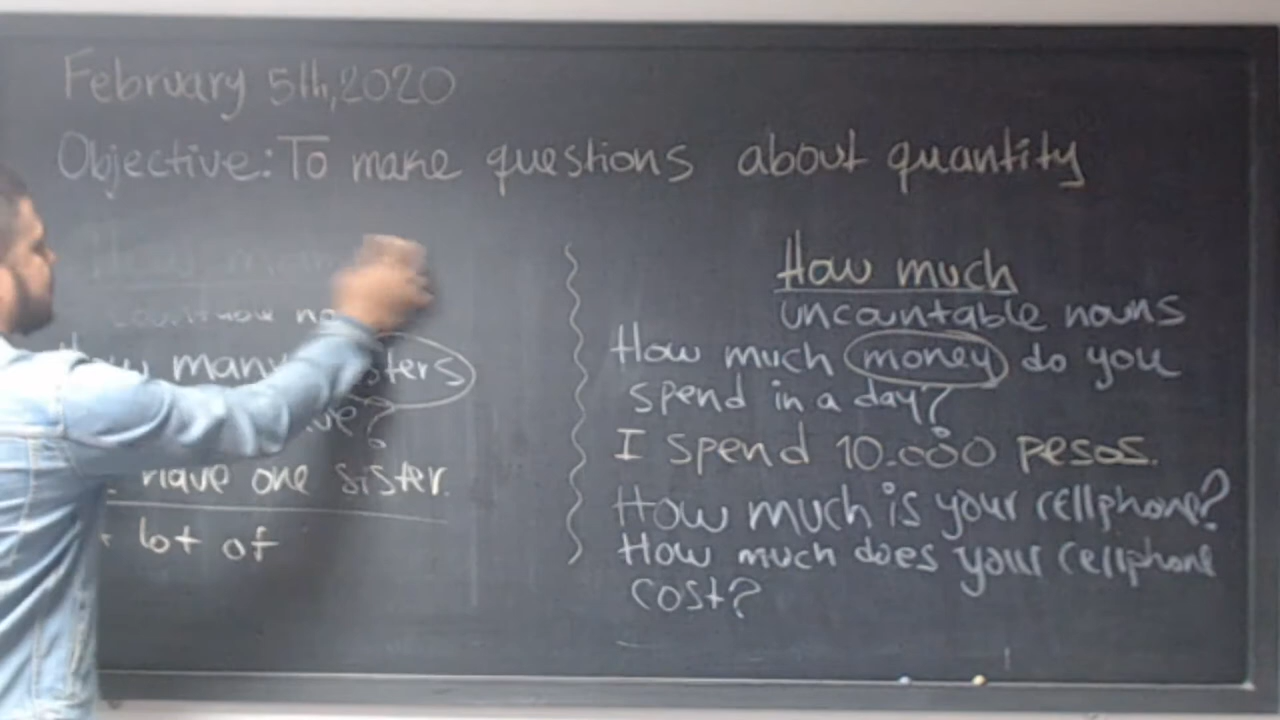 February 5th, 2020
Objective: To make questions about quantity
many sisters
have one sister.
lot of
How much
uncountable nouns
How much money do you
spend in a day?
I spend 10.000 pesos.
How much is your cellphone?
How much does your cellphone
cost?